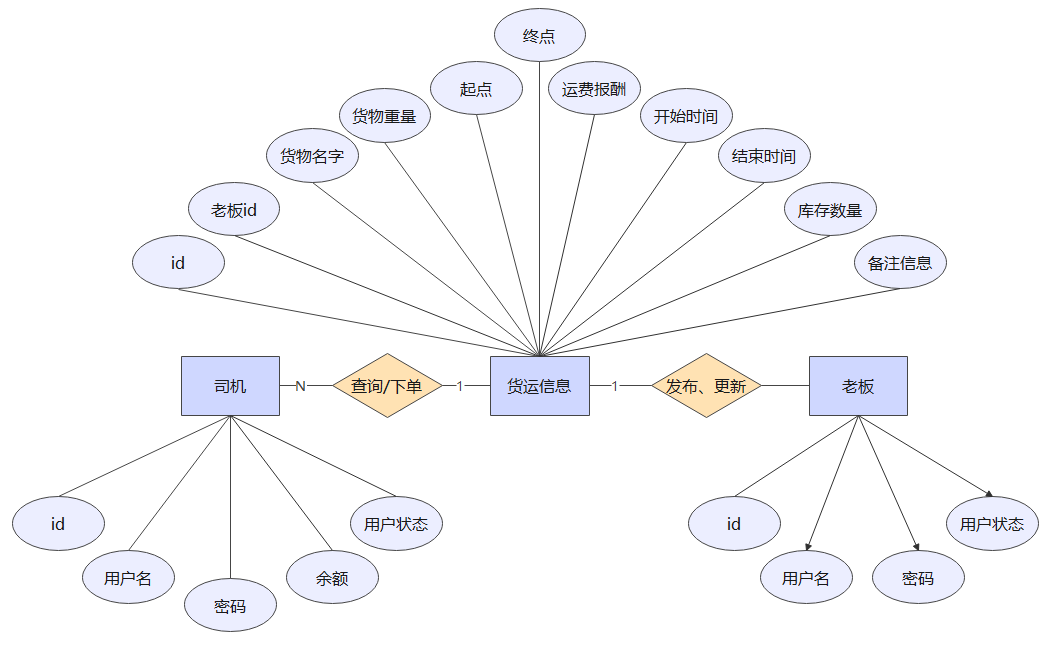 终点
起点
运费报酬
货物重量
开始时间
货物名字
结束时间
老板id
库存数量
id
备注信息
司机
N
查询/下单
1
货运信息
1
发布、更新
老板
id
用户状态
用户名
余额
密码
id
用户状态
用户名
密码